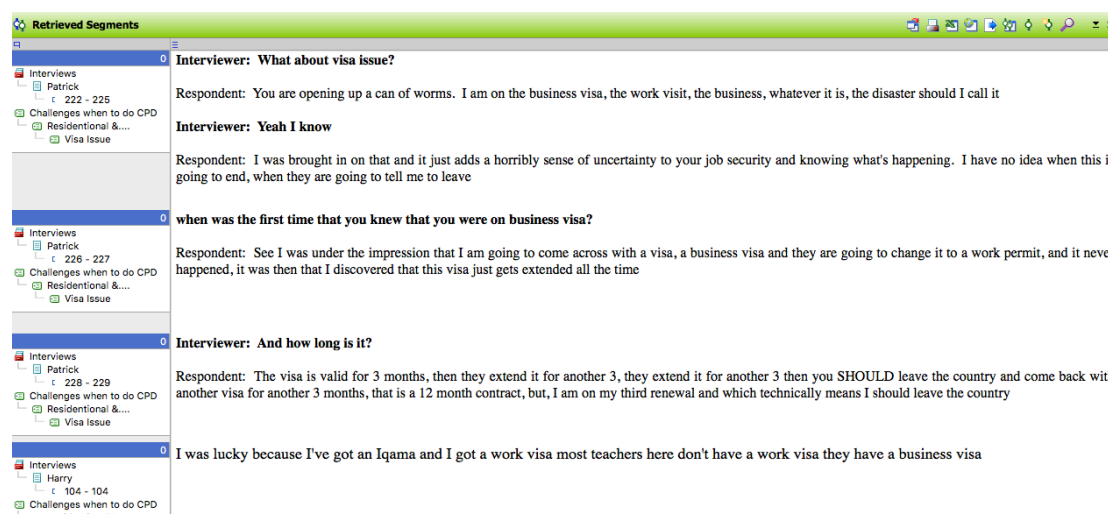 Retrieved Segments
0
Interviews
Patrick
222 - 225
Challenges when to do CPD
Residentional &....
Visa Issue
Interviewer: What about visa issue?
Respondent: You are opening up a can of worms. I am on the business visa, the work visit, the business, whatever it is, the disaster should I call it
Interviewer: Yeah I know
Respondent: I was brought in on that and it just adds a horribly sense of uncertainty to your job security and knowing what's happening. I have no idea when this i
going to end, when they are going to tell me to leave
0
Interviews
Patrick
226 - 227
Challenges when to do CPD
Residentional &....
Visa Issue
when was the first time that you knew that you were on business visa?
Respondent: See I was under the impression that I am going to come across with a visa, a business visa and they are going to change it to a work permit, and it neve
happened, it was then that I discovered that this visa just gets extended all the time
0
Interviews
Patrick
228 - 229
Challenges when to do CPD
Residentional &....
Visa Issue
Interviewer: And how long is it?
Respondent: The visa is valid for 3 months, then they extend it for another 3, they extend it for another 3 then you SHOULD leave the country and come back wit
another visa for another 3 months, that is a 12 month contract, but, I am on my third renewal and which technically means I should leave the country
0
Interviews
Harry
104 - 104
Challenges when to do CPD
I was lucky because I've got an Iqama and I got a work visa most teachers here don't have a work visa they have a business visa